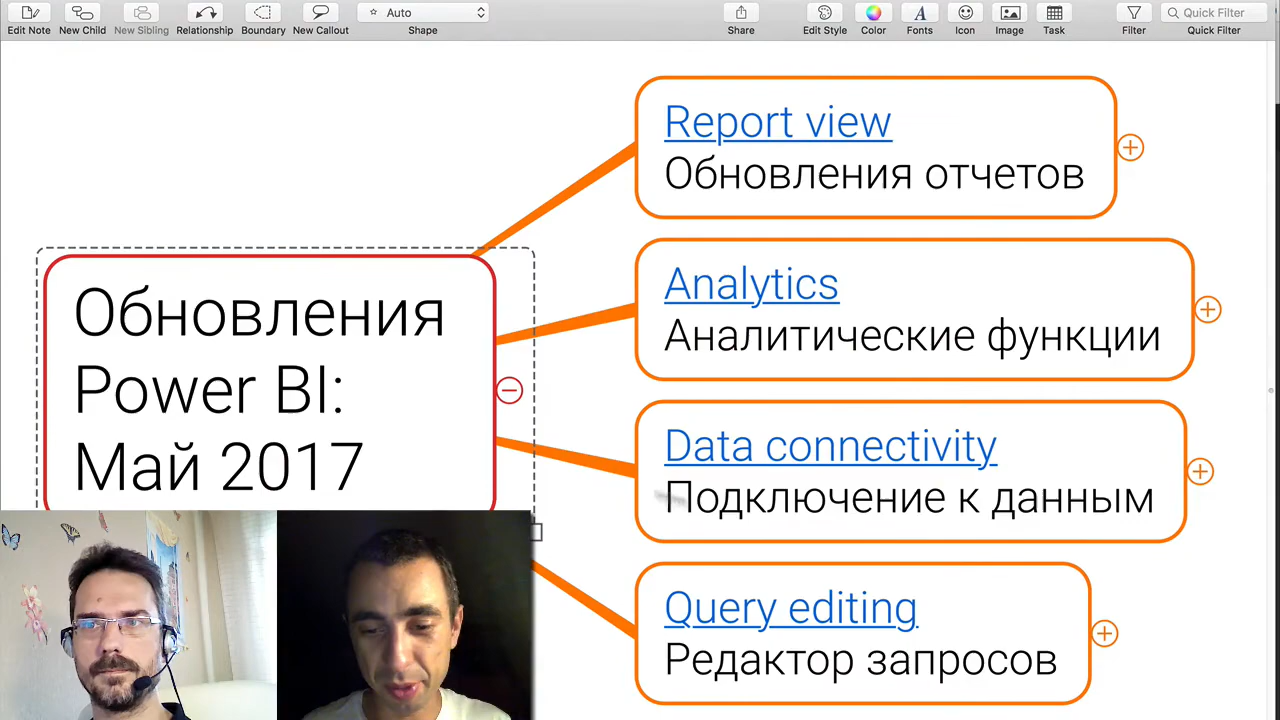 Edit Note
New Child
New Sibling
Relationship
Boundary
New Callout
Auto
Shape
Share
Edit Style
Color
Fonts
Icon
Image
Task
Filter
Quick Filter
Quick Filter
Обновления
Power BI:
Май 2017
Report view
Обновления отчетов
Analytics
Аналитические функции
Data connectivity
Подключение к данным
Query editing
Редактор запросов